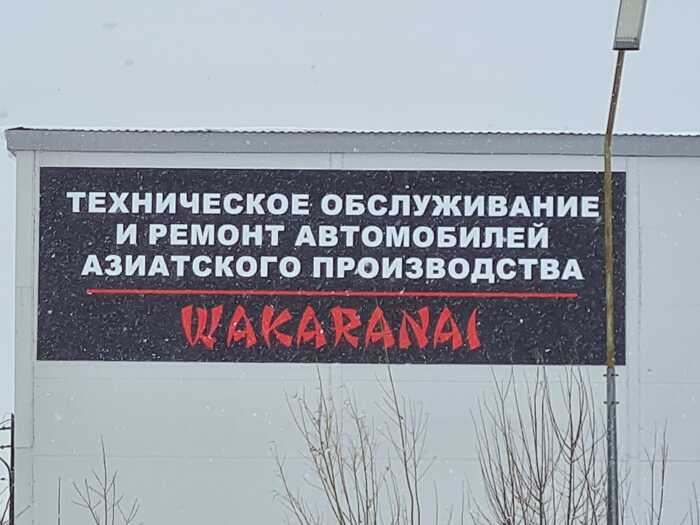 ТЕХНИЧЕСКОЕ ОБСЛУЖИВАНИЕ
И РЕМОНТ АВТОМОБИЛЕЙ
АЗИАТСКОГО ПРОИЗВОДСТВА
WAKARANAI